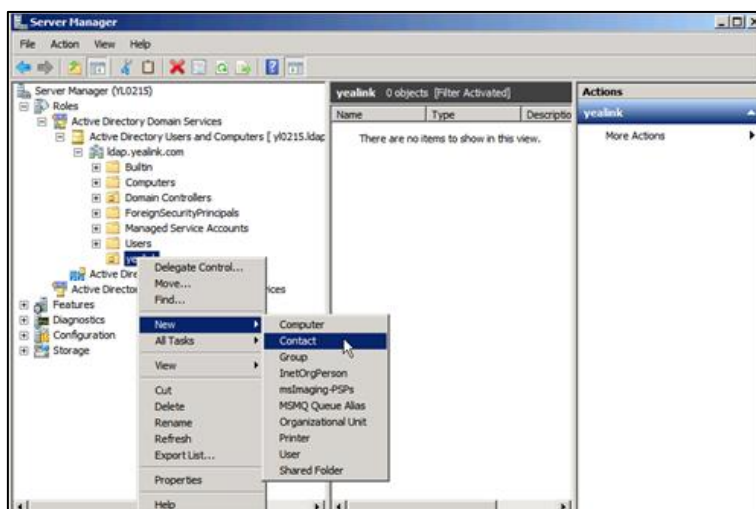 Server Manager
File Action View Help
Server Manager (YL0215)
Roles
Active Directory Domain Services
Active Directory Users and Computers [ yl0215.ldap
ldap.yealink.com
Builtin
Computers
Domain Controllers
ForeignSecurityPrincipals
Managed Service Accounts
Users
Active Dire
Active Director
ices
Features
Diagnostics
Configuration
Storage
Delegate Control...
Move...
Find...
New
All Tasks
View
Cut
Delete
Rename
Refresh
Export List...
Properties
Help
Computer
Contact
Group
InetOrgPerson
msImaging-PSPs
MSMQ Queue Alias
Organizational Unit
Printer
User
Shared Folder
yealink 0 objects [Filter Activated]
Name Type Descriptio
There are no items to show in this view.
Actions
yealink
More Actions